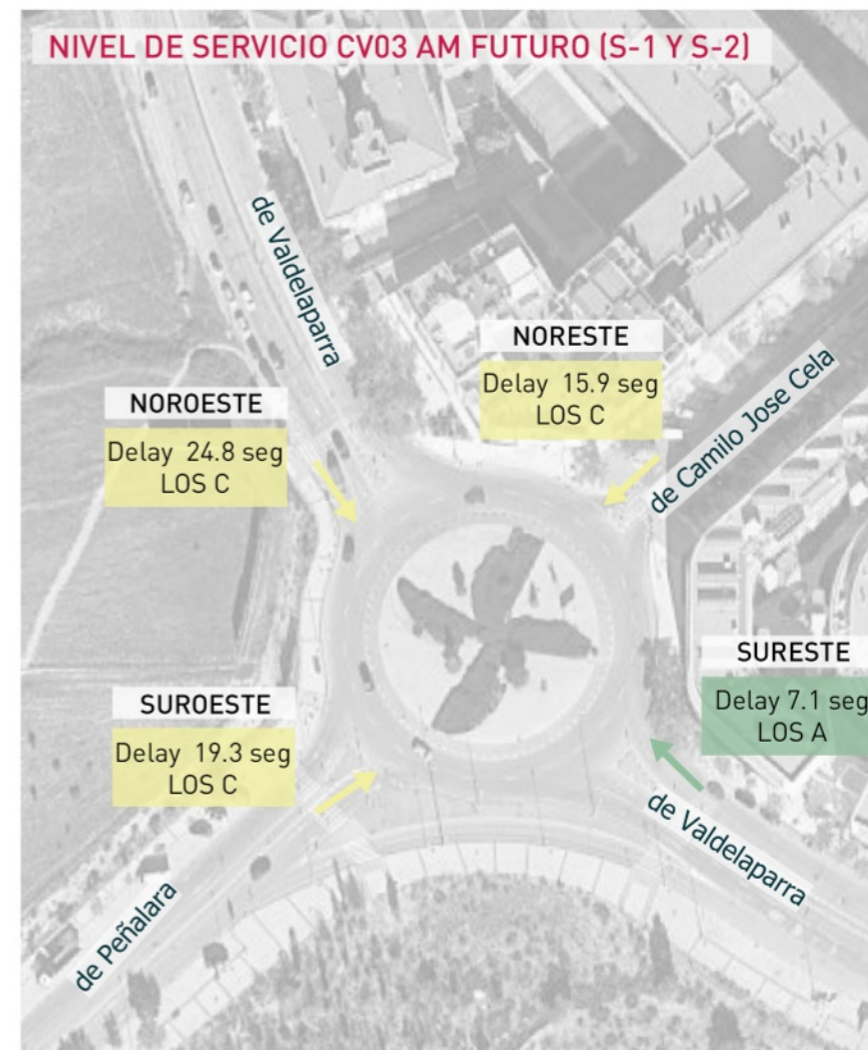 NIVEL DE SERVICIO CV03 AM FUTURO (S-1 Y S-2)
de Valdelaparra
NORESTE
Delay 15.9 seg
LOS C
de Camilo Jose Cela
NOROESTE
Delay 24.8 seg
LOS C
SURESTE
Delay 7.1 seg
LOS A
SUROESTE
Delay 19.3 seg
LOS C
de Valdelaparra
de Peñalara